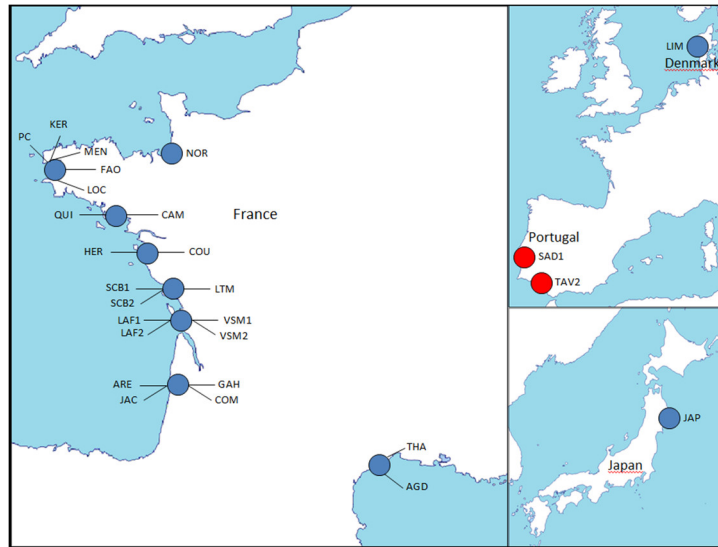 KER
PC
MEN
FAO
LOC
NOR
QUI
CAM
France
HER
COU
SCB1
LTM
SCB2
LAF1
VSM1
LAF2
VSM2
ARE
GAH
JAC
COM
THA
AGD
LIM
Denmark
Portugal
SAD1
TAV2
JAP
Japan